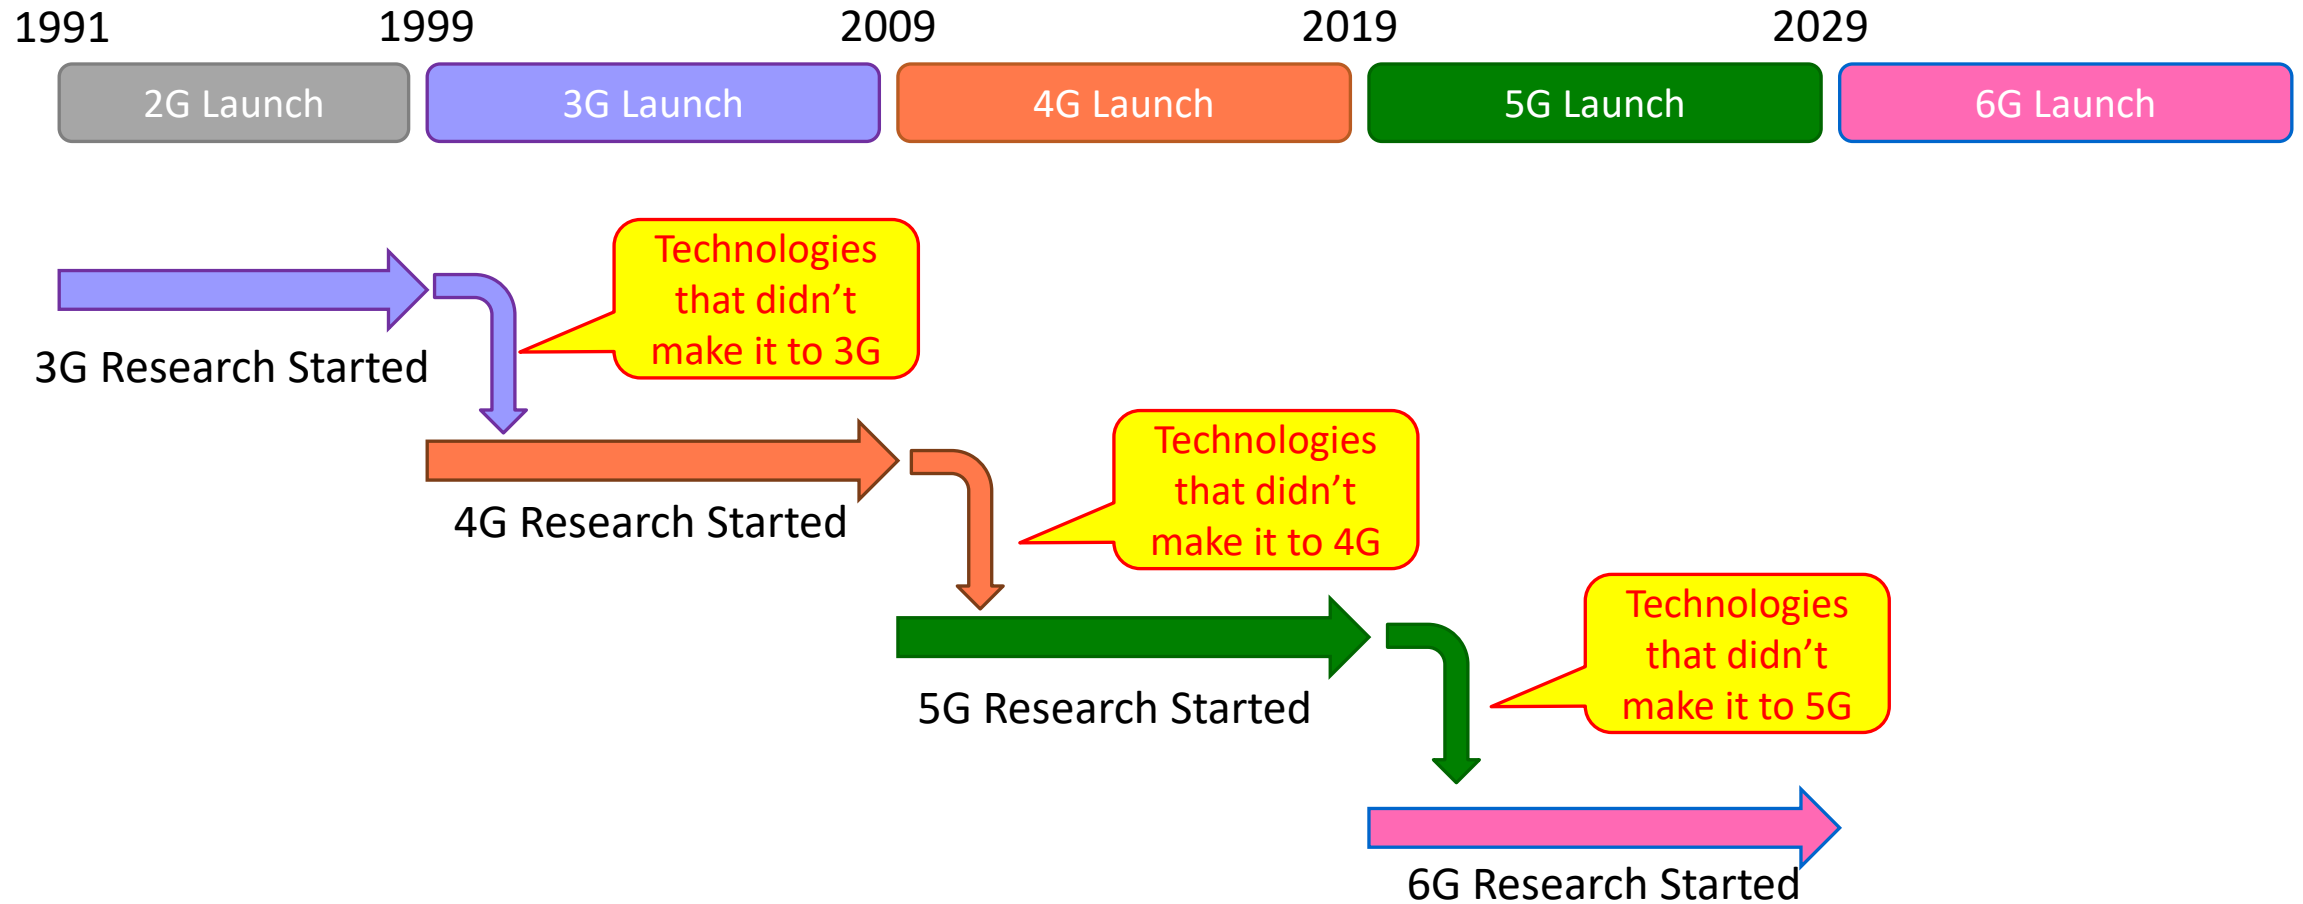 1991
1999
2009
2019
2029
2G Launch
3G Launch
4G Launch
5G Launch
6G Launch
Technologies
that didn’t
make it to 3G
3G Research Started
Technologies
that didn’t
make it to 4G
4G Research Started
Technologies
that didn’t
make it to 5G
5G Research Started
6G Research Started